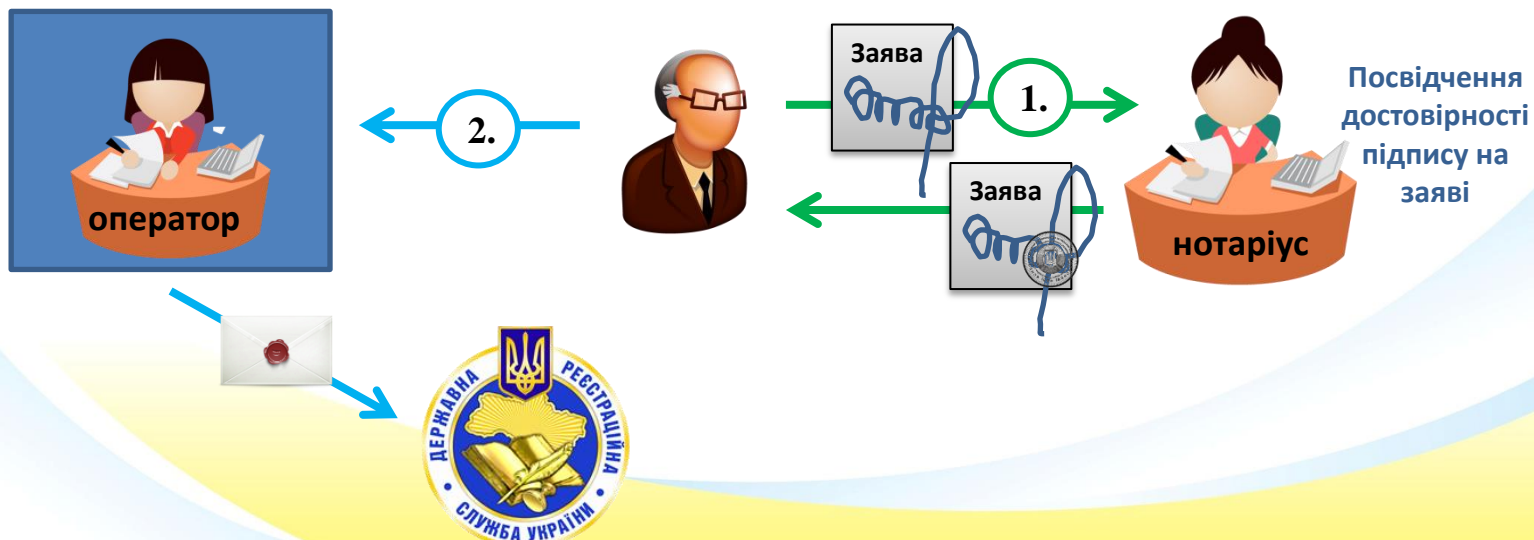 Заява
1.
Посвідчення
достовірності
підпису на
заяві
2.
Заява
оператор
нотаріус
ДЕРЖАВНА РЕЄСТРАЦІЙНА
СЛУЖБА УКРАЇНИ